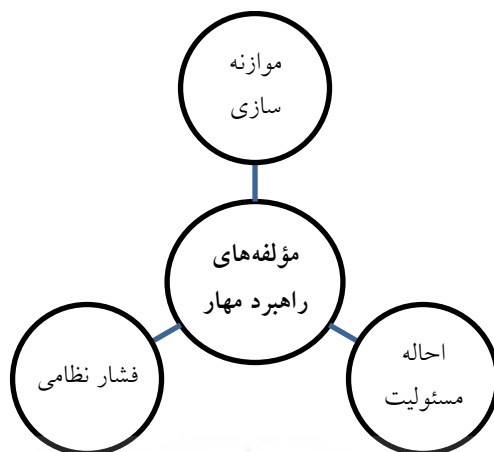 موازنه
سازی
مؤلفه‌های
راهبرد مهار
احاله
مسئولیت
فشار نظامی